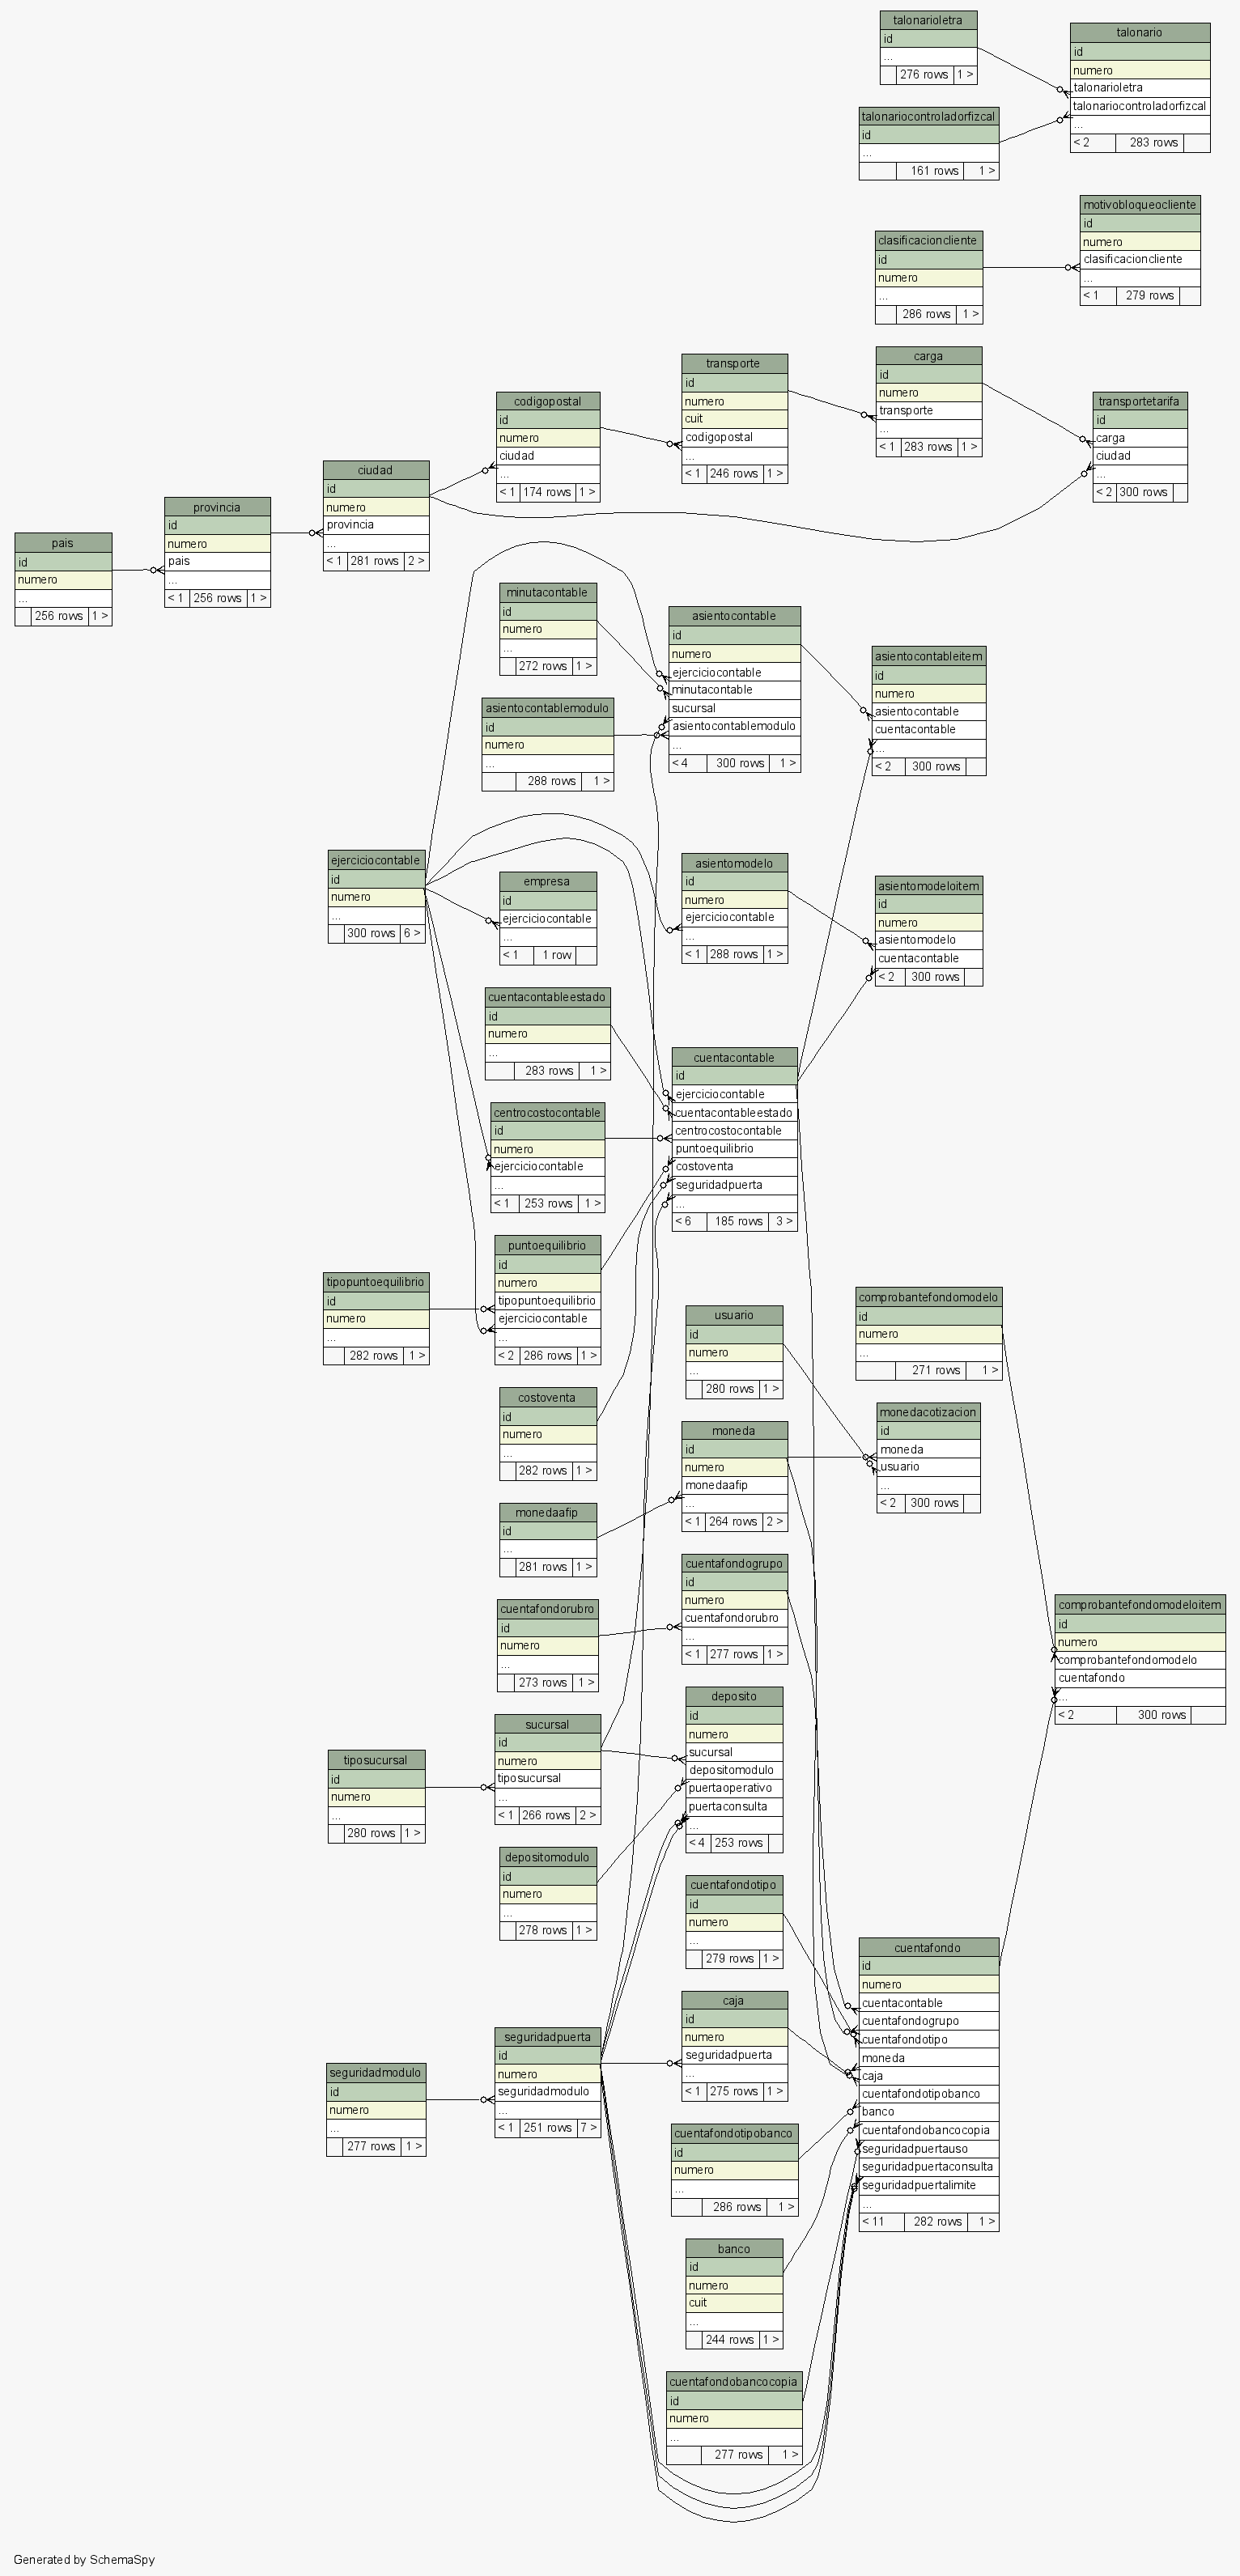 talonarioletra
id
...
276 rows 1 >
talonario
id
numero
talonarioletra
talonariocontroladorfizcal
...
< 2 283 rows
talonariocontroladorfizcal
id
...
161 rows 1 >
motivobloqueocliente
id
numero
clasificacioncliente
...
< 1 279 rows
clasificacioncliente
id
numero
...
286 rows 1 >
transporte
id
numero
cuit
codigopostal
...
< 1 246 rows 1 >
carga
id
numero
transporte
...
< 1 283 rows 1 >
transportetarifa
id
carga
ciudad
...
< 2 300 rows
codigopostal
id
numero
ciudad
...
< 1 174 rows 1 >
ciudad
id
numero
provincia
...
< 1 281 rows 2 >
provincia
id
numero
pais
...
< 1 256 rows 1 >
pais
id
numero
...
256 rows 1 >
minutacontable
id
numero
...
272 rows 1 >
asientocontable
id
numero
ejerciciocontable
minutacontable
sucursal
asientocontablemodulo
...
< 4 300 rows 1 >
asientocontableitem
id
numero
asientocontable
cuentacontable
...
< 2 300 rows
asientocontablemodulo
id
numero
...
288 rows 1 >
ejerciciocontable
id
numero
...
300 rows 6 >
empresa
id
ejerciciocontable
...
< 1 1 row
asientomodelo
id
numero
ejerciciocontable
...
< 1 288 rows 1 >
asientomodeloitem
id
numero
asientomodelo
cuentacontable
< 2 300 rows
cuentacontableestado
id
numero
...
283 rows 1 >
cuentacontable
id
ejerciciocontable
cuentacontableestado
centrocostocontable
puntoequilibrio
costoventa
seguridadpuerta
...
< 6 185 rows 3 >
centrocostocontable
id
numero
ejerciciocontable
...
< 1 253 rows 1 >
puntoequilibrio
id
numero
tipopuntoequilibrio
ejerciciocontable
...
< 2 286 rows 1 >
tipopuntoequilibrio
id
numero
...
282 rows 1 >
comprobantefondomodelo
id
numero
...
271 rows 1 >
usuario
id
numero
...
280 rows 1 >
costoventa
id
numero
...
282 rows 1 >
monedacotizacion
id
moneda
usuario
...
< 2 300 rows
moneda
id
numero
monedaafip
...
< 1 264 rows 2 >
monedaafip
id
...
281 rows 1 >
cuentafondogrupo
id
numero
cuentafondorubro
...
< 1 277 rows 1 >
cuentafondorubro
id
numero
...
273 rows 1 >
comprobantefondomodeloitem
id
numero
comprobantefondomodelo
cuentafondo
...
< 2 300 rows
deposito
id
numero
sucursal
depositomodulo
puertaoperativo
puertaconsulta
...
< 4 253 rows
sucursal
id
numero
tiposucursal
...
< 1 266 rows 2 >
tiposucursal
id
numero
...
280 rows 1 >
depositomodulo
id
numero
...
278 rows 1 >
cuentafondotipo
id
numero
...
279 rows 1 >
cuentafondo
id
numero
cuentacontable
cuentafondogrupo
cuentafondotipo
moneda
caja
cuentafondotipobanco
banco
cuentafondobancocopia
seguridadpuertauso
seguridadpuertaconsulta
seguridadpuertalimite
...
< 11 282 rows 1 >
caja
id
numero
seguridadpuerta
...
< 1 275 rows 1 >
seguridadpuerta
id
numero
seguridadmodulo
...
< 1 251 rows 7 >
seguridadmodulo
id
numero
...
277 rows 1 >
cuentafondotipobanco
id
numero
...
286 rows 1 >
banco
id
numero
cuit
...
244 rows 1 >
cuentafondobancocopia
id
numero
...
277 rows 1 >
Generated by SchemaSpy